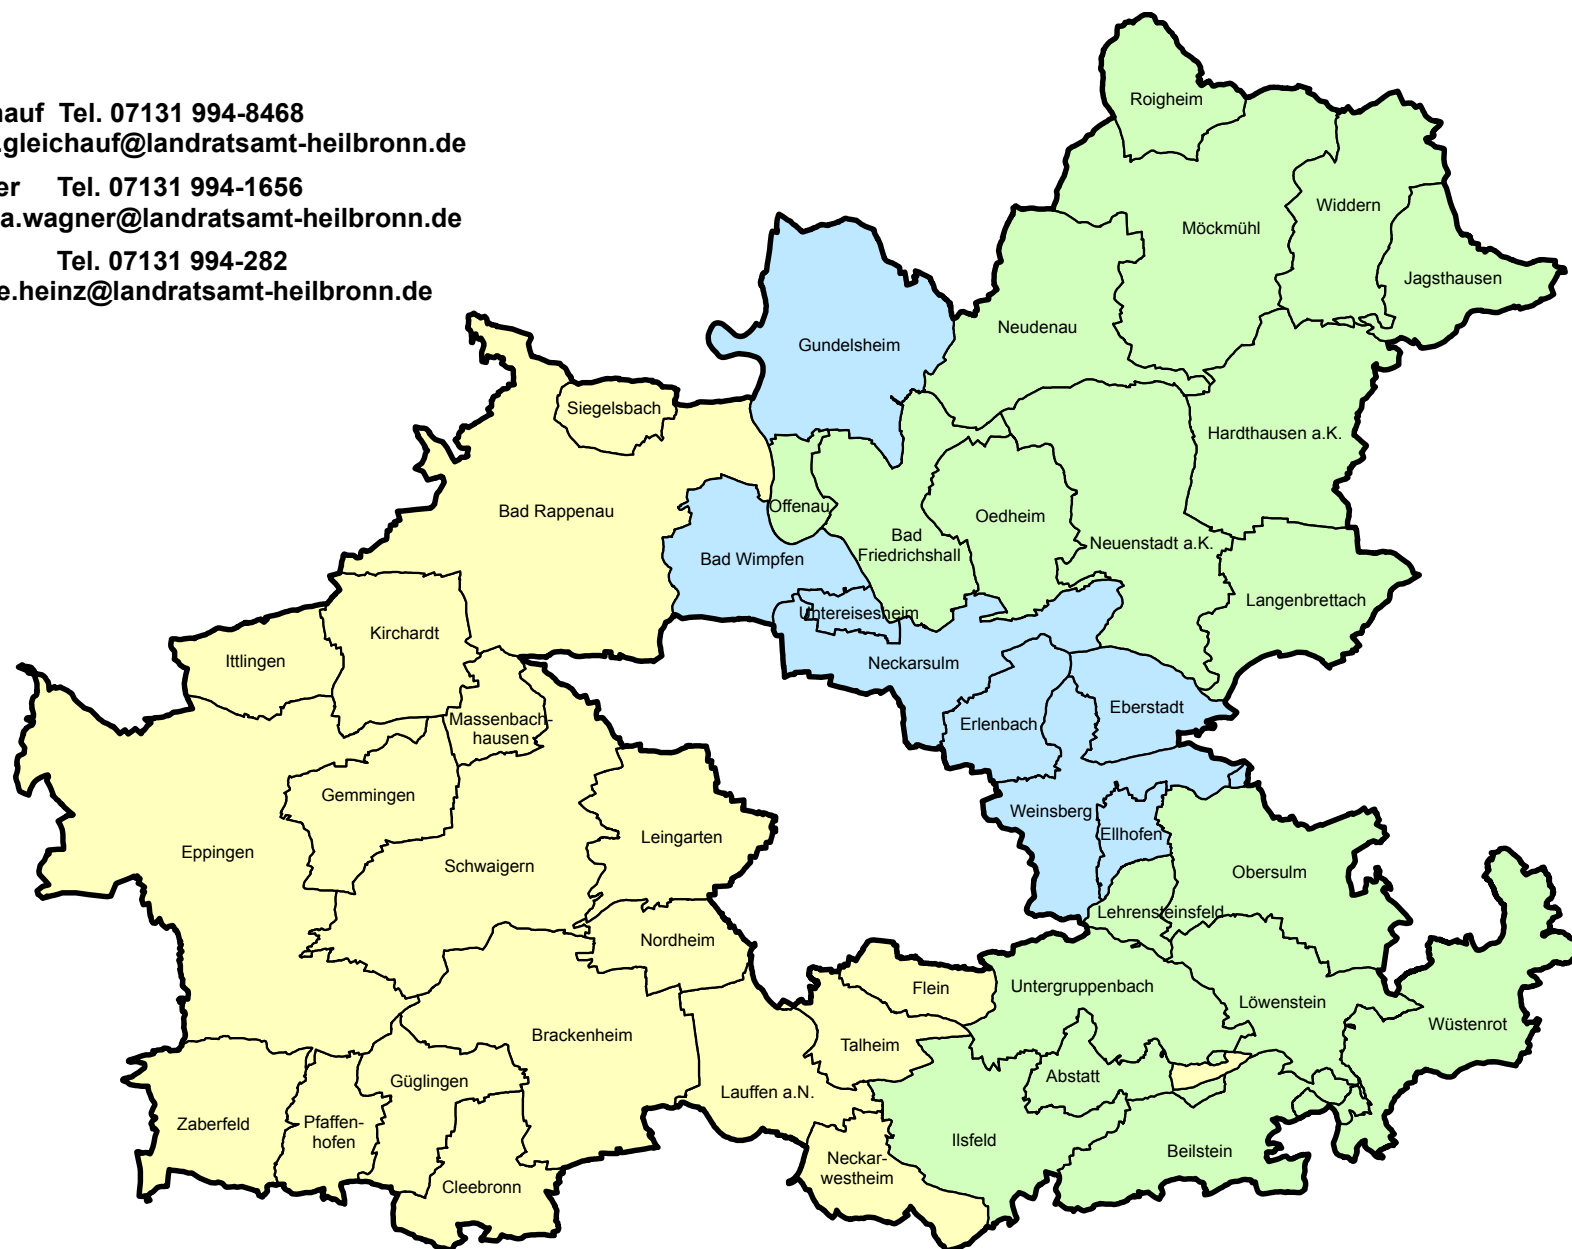 hauf Tel. 07131 994-8468
.gleichauf@landratsamt-heilbronn.de
er Tel. 07131 994-1656
a.wagner@landratsamt-heilbronn.de
Tel. 07131 994-282
e.heinz@landratsamt-heilbronn.de
Roigheim
Möckmühl
Widdern
Jagsthausen
Neudenau
Gundelsheim
Siegelsbach
Hardthausen a.K.
Bad Rappenau
Offenau
Oedheim
Bad
Friedrichshall
Neuenstadt a.K.
Bad Wimpfen
Langenbrettach
Untereisesheim
Kirchardt
Ittlingen
Neckarsulm
Massenbach-
hausen
Erlenbach
Eberstadt
Gemmingen
Weinsberg
Ellhofen
Leingarten
Eppingen
Schwaigern
Obersulm
Lehrensteinsfeld
Nordheim
Flein
Untergruppenbach
Löwenstein
Wüstenrot
Brackenheim
Talheim
Abstatt
Güglingen
Lauffen a.N.
Zaberfeld
Pfaffen-
hofen
Ilsfeld
Beilstein
Neckar-
westheim
Cleebronn